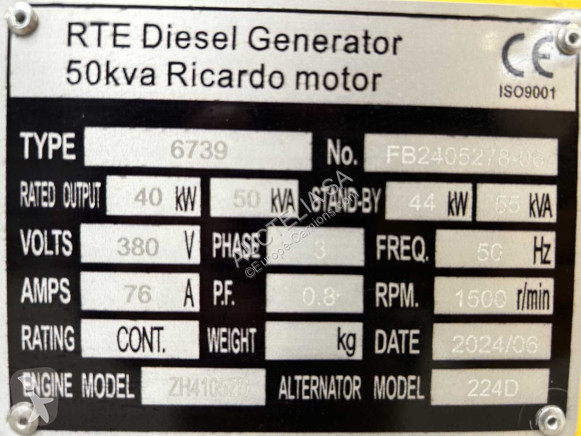 RTE Diesel Generator
50kva Ricardo motor
CE
ISO9001
TYPE 6739 No.
RATED OUTPUT 40 kW 50 kVA STAND-BY 44 kW 55 kVA
VOLTS 380 V PHASE 3 FREQ. 50 Hz
AMPS 76 A P.F. 0.8 RPM. 1500 r/min
RATING CONT. WEIGHT kg DATE 2024/06
ENGINE MODEL ALTERNATOR MODEL 224D